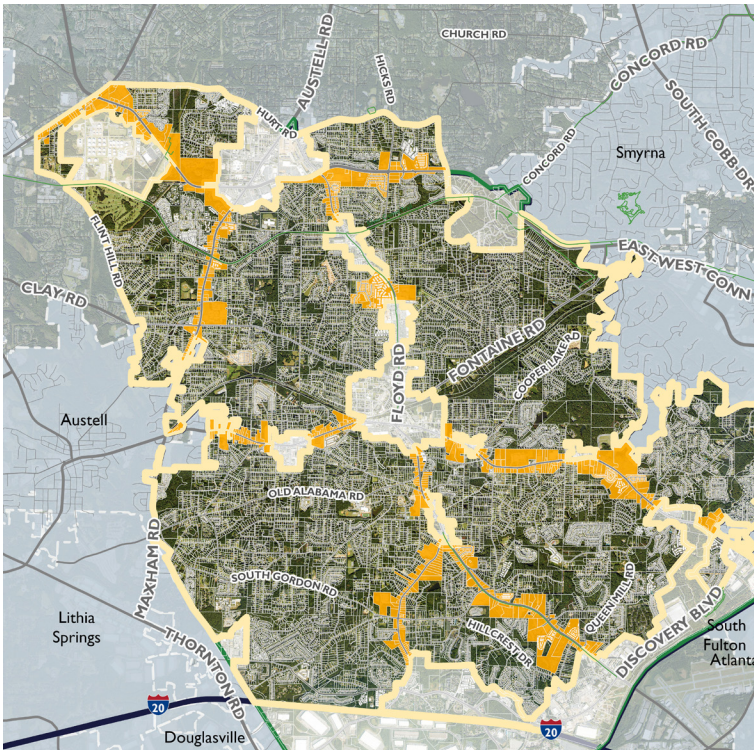 CHURCH RD
AUSTELL RD
HICKS RD
CONCORD RD
SOUTH COBB DR
HURT RD
CONCORD RD
Smyrna
FLINT HILL RD
EAST-WEST CONN
CLAY RD
FLOYD RD
FONTAINE RD
COOPER LAKE RD
Austell
OLD ALABAMA RD
MAXHAM RD
SOUTH GORDON RD
QUEEN MILL RD
HILLCREST DR
DISCOVERY BLVD
Lithia
Springs
THORNTON RD
South
Fulton
Atlanta
20
20
Douglasville